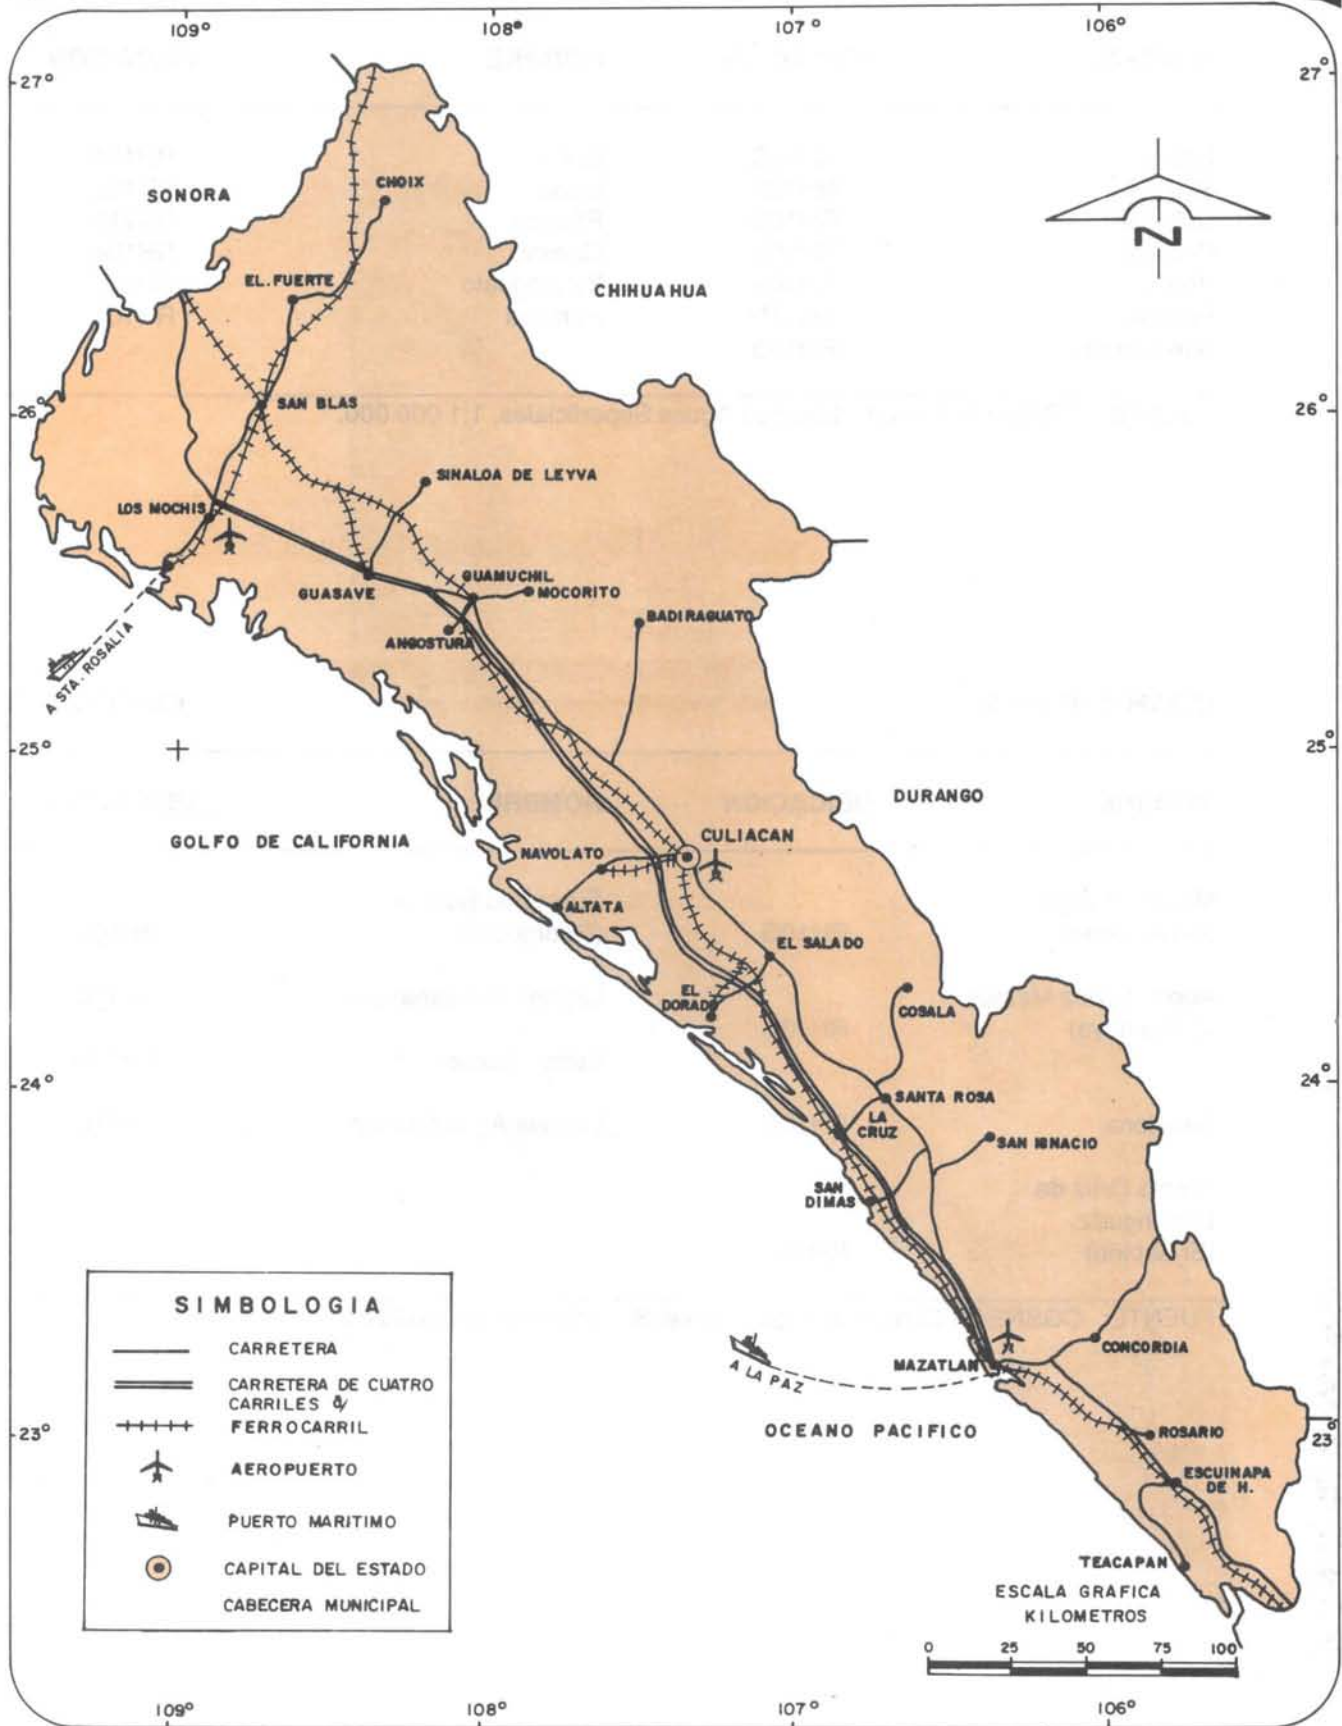 109°
108°
107°
106°
27°
27°
SONORA
CHOIX
N
EL. FUERTE
CHIHUAHUA
SAN BLAS
26°
26°
SINALOA DE LEYVA
LOS MOCHIS
GUAMUCHIL
GUASAVE
MOCORITO
BADIRAGUATO
ANGOSTURA
A STA. ROSALIA
25°
25°
DURANGO
GOLFO DE CALIFORNIA
CULIACAN
NAVOLATO
ALTATA
EL SALADO
EL
DORADO
COSALA
24°
24°
SANTA ROSA
LA
CRUZ
SAN IGNACIO
SAN
DIMAS
SIMBOLOGIA
CARRETERA
CARRETERA DE CUATRO
CARRILES
FERROCARRIL
AEROPUERTO
PUERTO MARITIMO
CAPITAL DEL ESTADO
CABECERA MUNICIPAL
CONCORDIA
MAZATLAN
A LA PAZ
OCEANO PACIFICO
23°
23
ROSARIO
ESCUINAPA
DE H.
TEACAPAN
ESCALA GRAFICA
KILOMETROS
0 25 50 75 100
109°
108°
107°
106°